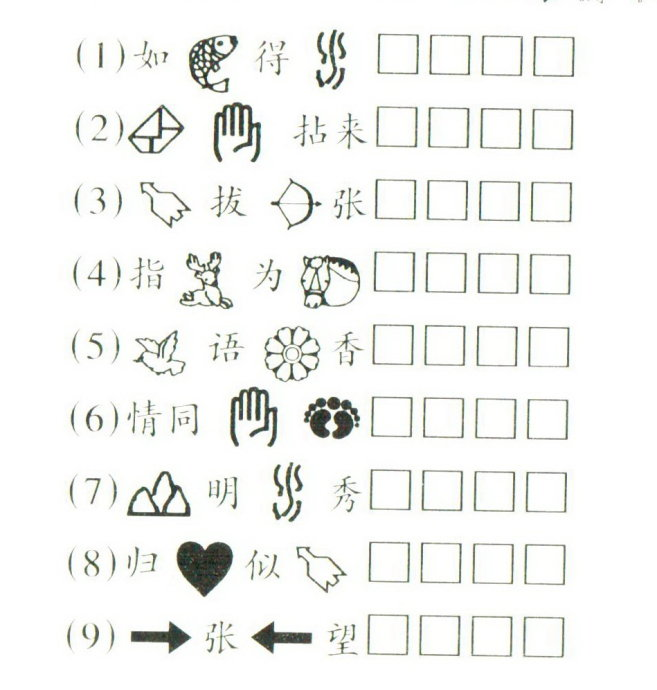 (1)如 得
(2) 拈来
(3) 拔 张
(4)指 为
(5) 语 香
(6)情同
(7) 明 秀
(8)归 似
(9) 张 望